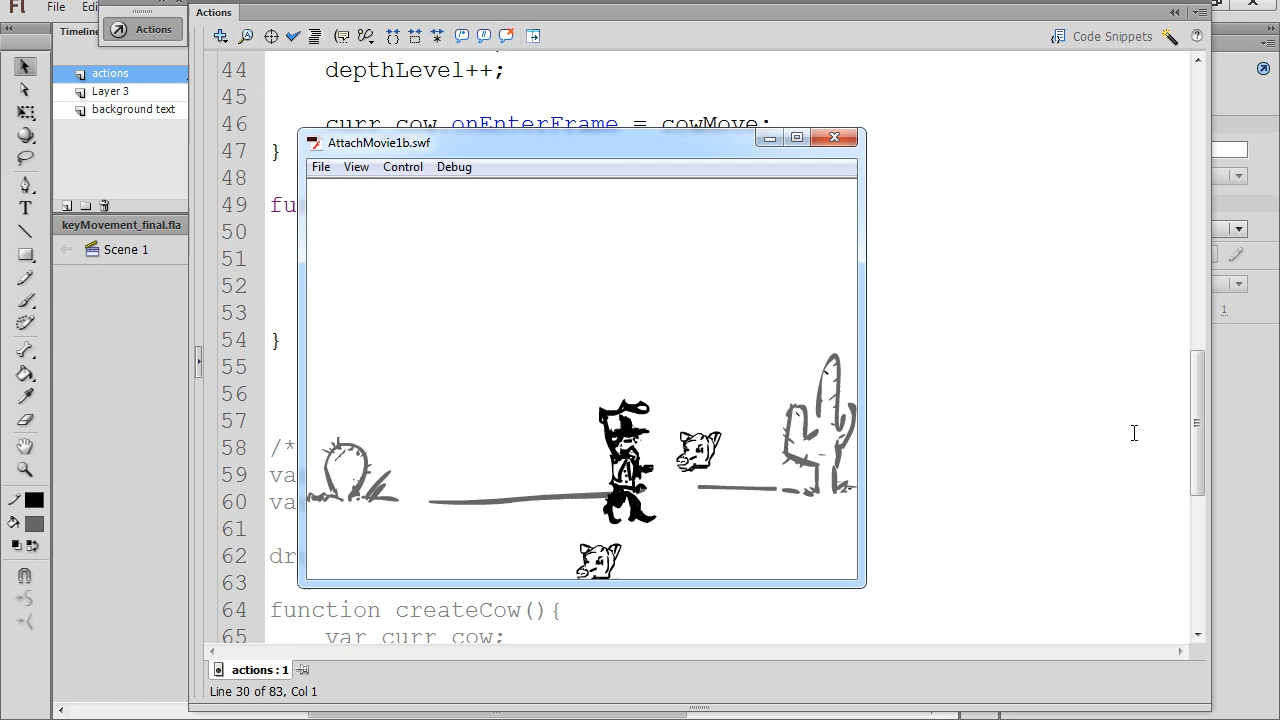 Fl File Edi
Actions
Timeline Actions
Code Snippets
actions
Layer 3
background text
keyMovement_final.fla
Scene 1
44 depthLevel++;
45
46 curr_cow.onEnterFrame = cowMove;
47 }
48
49 fu
50
51
52
53
54 }
55
56
57
58 /*
59 va
60 va
61
62 dr
63
64 function createCow(){
65 var curr_cow;
AttachMovie1b.swf
File View Control Debug
1
actions : 1
Line 30 of 83, Col 1